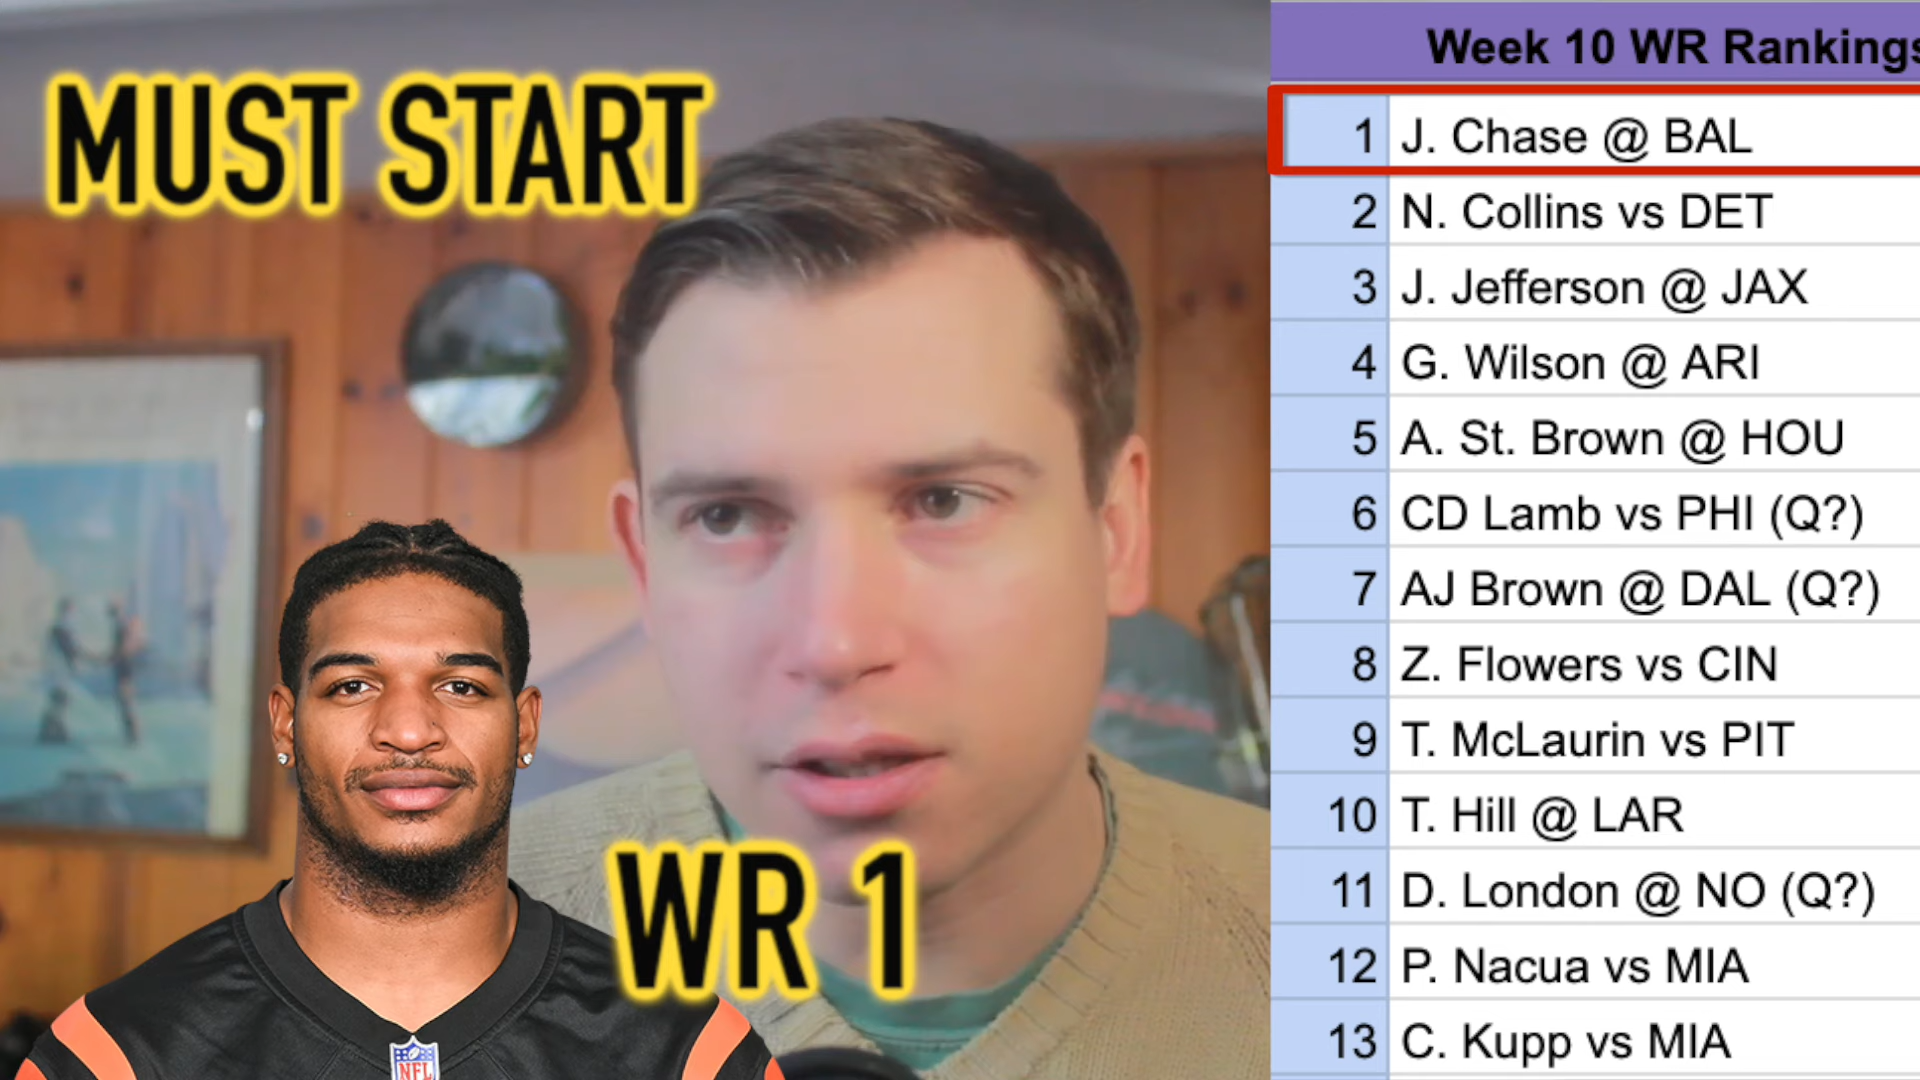 MUST START
WR 1
NFL
Week 10 WR Rankings
1 J. Chase @ BAL
2 N. Collins vs DET
3 J. Jefferson @ JAX
4 G. Wilson @ ARI
5 A. St. Brown @ HOU
6 CD Lamb vs PHI (Q?)
7 AJ Brown @ DAL (Q?)
8 Z. Flowers vs CIN
9 T. McLaurin vs PIT
10 T. Hill @ LAR
11 D. London @ NO (Q?)
12 P. Nacua vs MIA
13 C. Kupp vs MIA